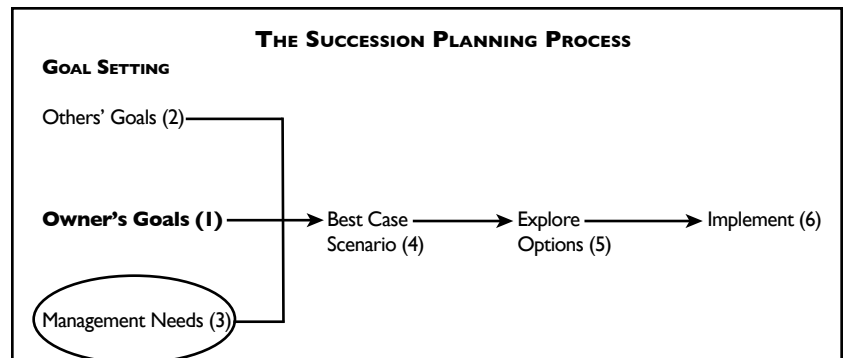 THE SUCCESSION PLANNING PROCESS
GOAL SETTING
Others' Goals (2)
Owner's Goals (1)
Best Case
Scenario (4)
Explore
Options (5)
Implement (6)
Management Needs (3)